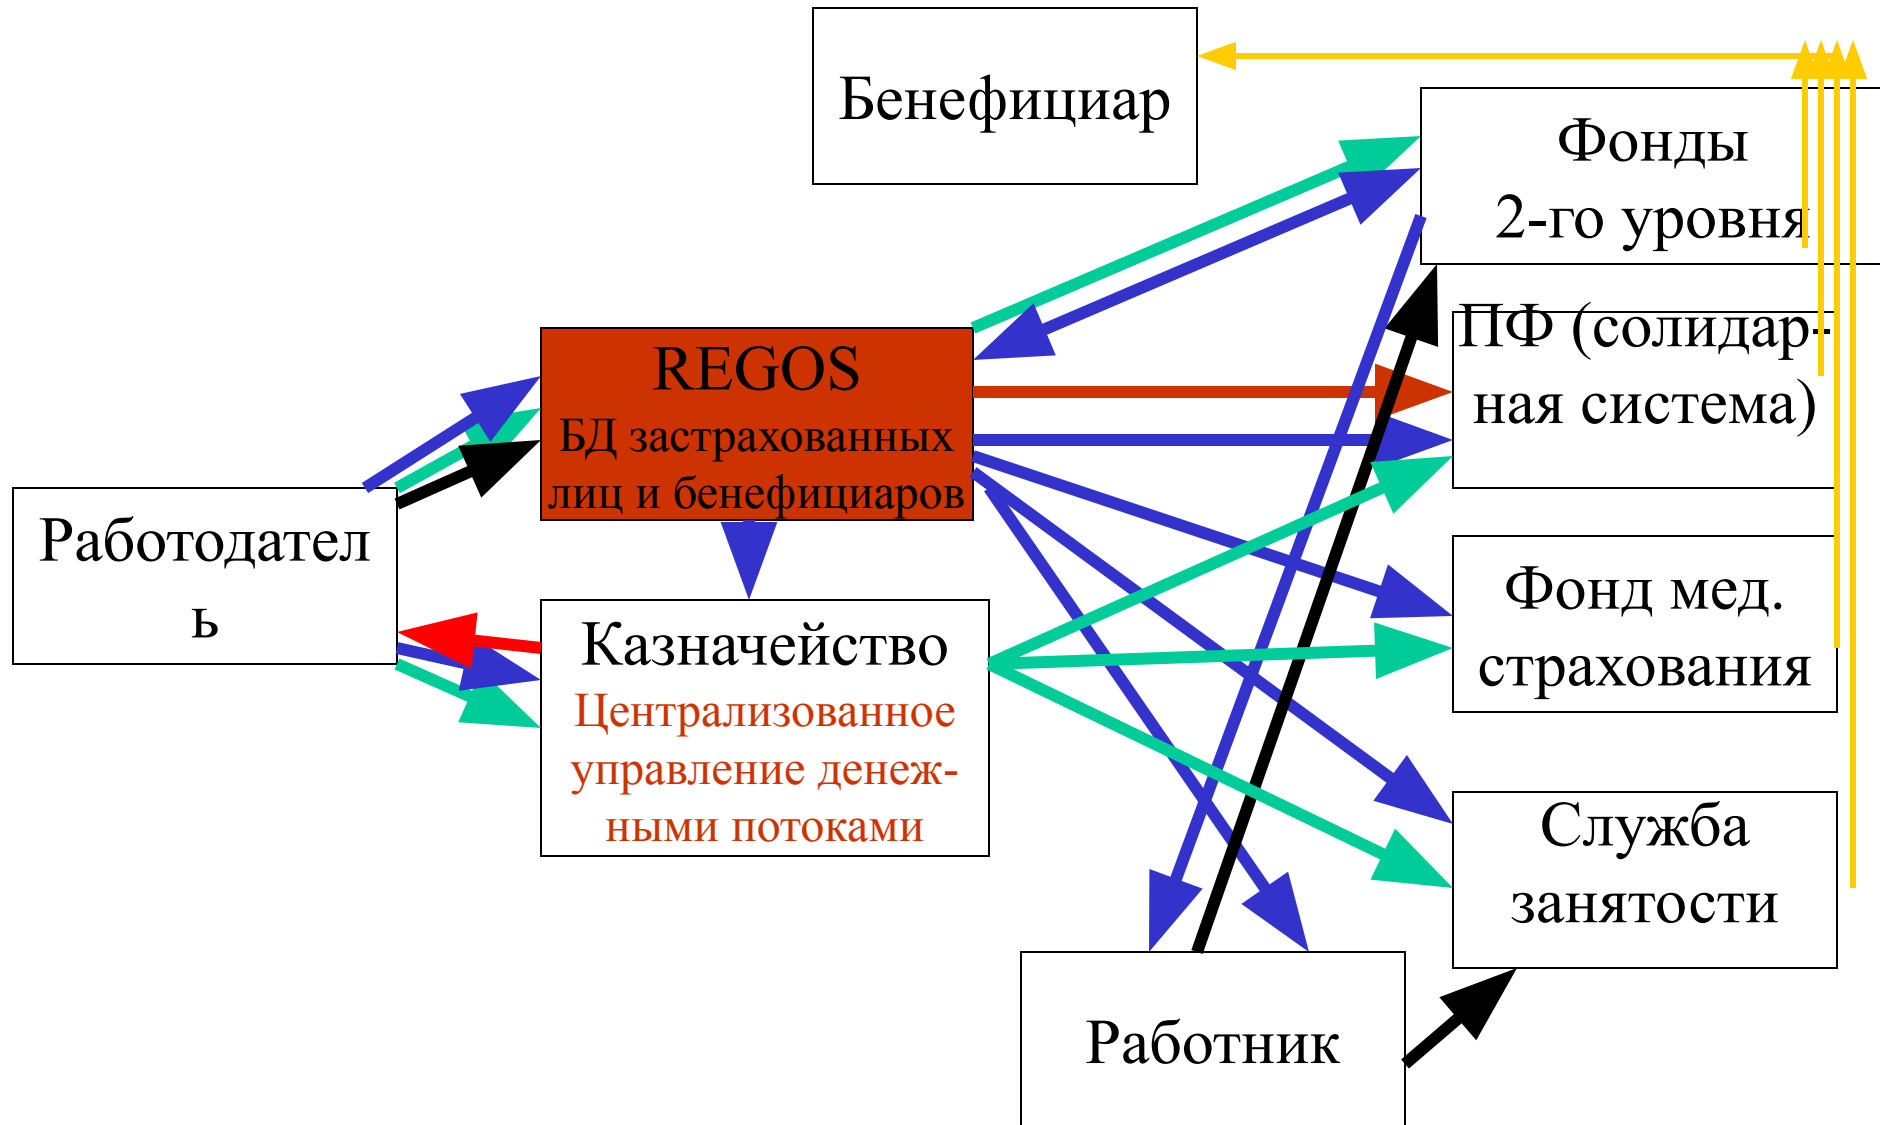 Бенефициар
Фонды
2-го уровня
ПФ (солидар-
ная система)
REGOS
БД застрахованных
лиц и бенефициаров
Работодател
ь
Казначейство
Централизованное
управление денеж-
ными потоками
Фонд мед.
страхования
Служба
занятости
Работник